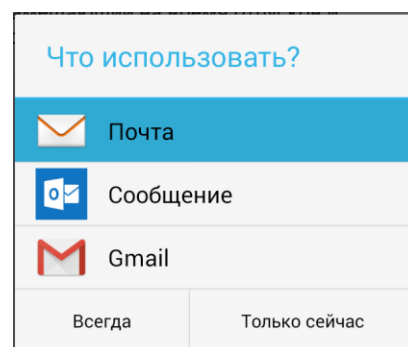 Что использовать?
Почта
Сообщение
Gmail
Всегда Только сейчас